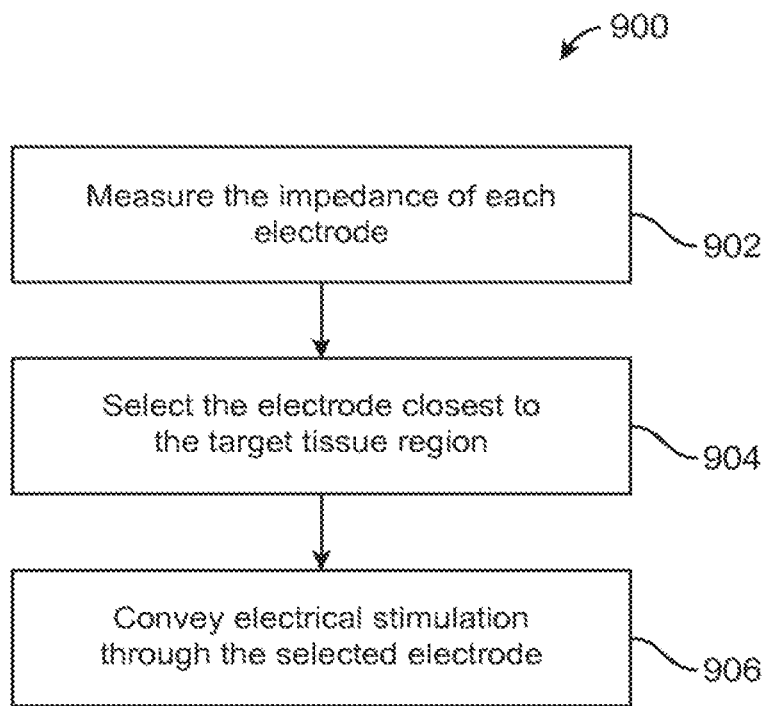 900
Measure the impedance of each
electrode
902
Select the electrode closest to
the target tissue region
904
Convey electrical stimulation
through the selected electrode
906